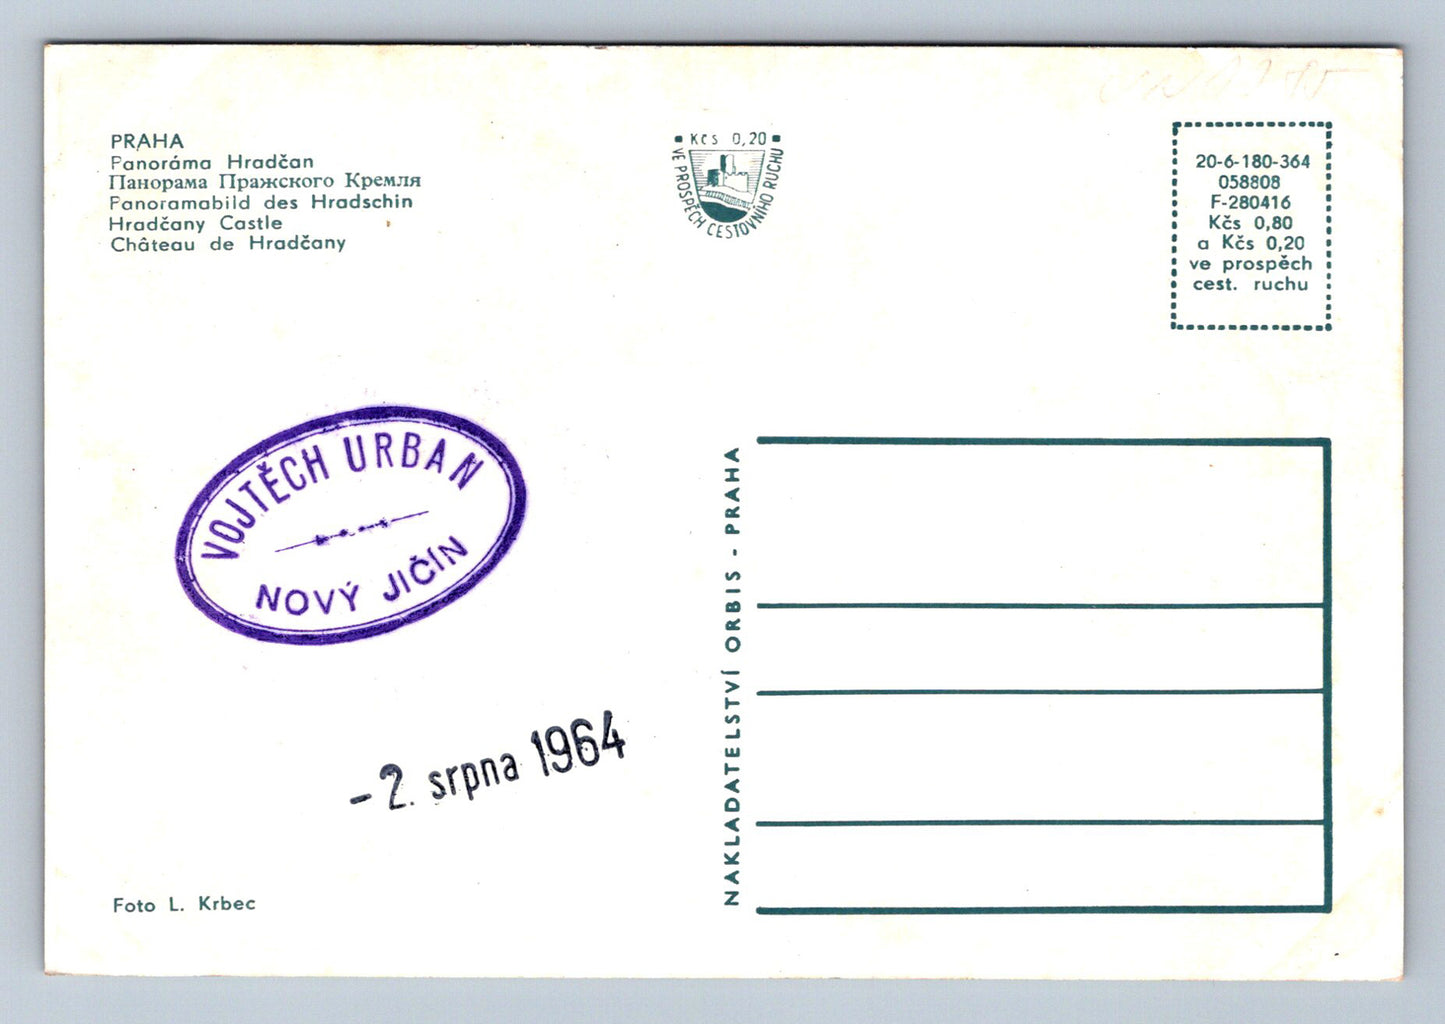 PRAHA
Panoráma Hradčan
Панорама Пражского Кремля
Panoramabild des Hradschin
Hradčany Castle
Château de Hradčany
Kčs 0,20
VE PROSPĚCH CESTOVNÍHO RUCHU
20-6-180-364
058808
F-280416
Kčs 0,80
a Kčs 0,20
ve prospěch
cest. ruchu
VOJTĚCH URBAN
NOVÝ JIČÍN
-2. srpna 1964
NAKLADATELSTVÍ ORBIS - PRAHA
Foto L. Krbec